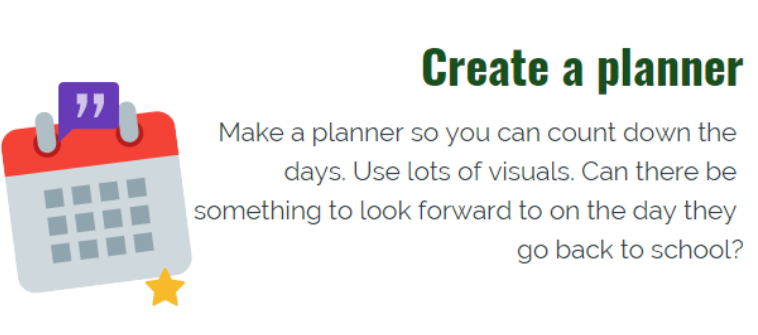 Create a planner
Make a planner so you can count down the
days. Use lots of visuals. Can there be
something to look forward to on the day they
go back to school?